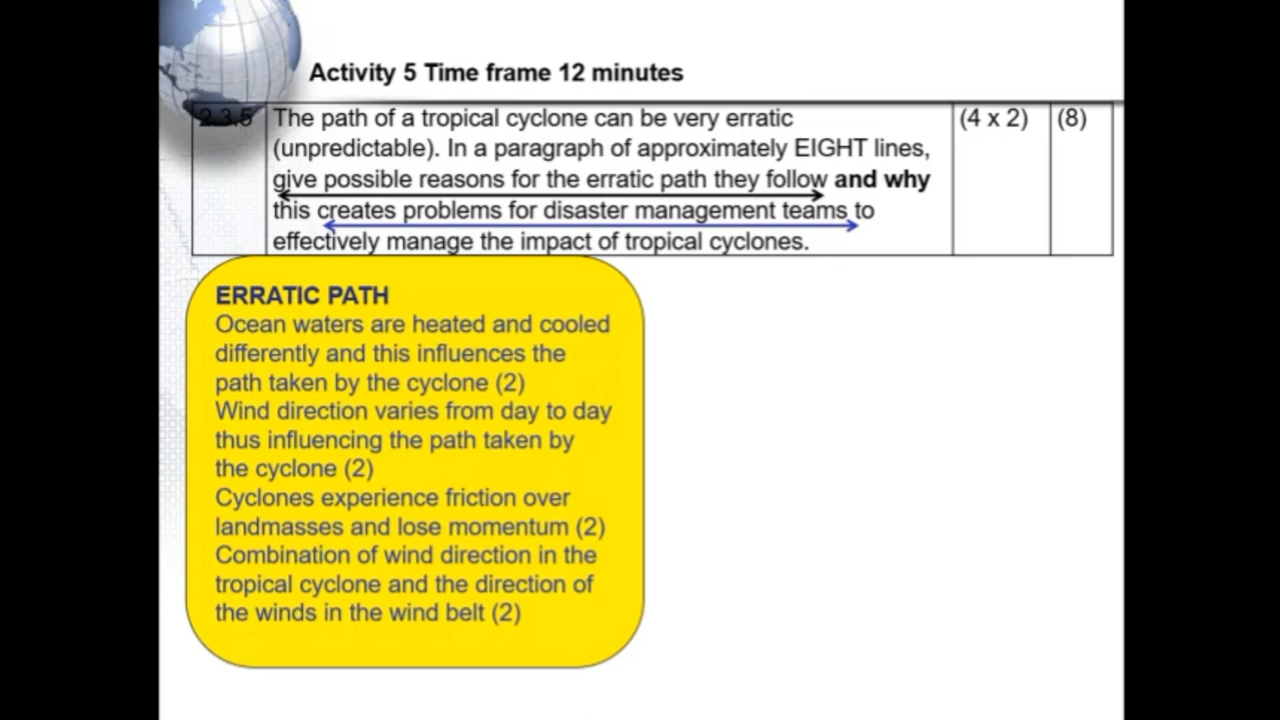 Activity 5 Time frame 12 minutes
2.3.5 The path of a tropical cyclone can be very erratic (4 x 2) (8)
(unpredictable). In a paragraph of approximately EIGHT lines,
give possible reasons for the erratic path they follow and why
this creates problems for disaster management teams to
effectively manage the impact of tropical cyclones.
ERRATIC PATH
Ocean waters are heated and cooled
differently and this influences the
path taken by the cyclone (2)
Wind direction varies from day to day
thus influencing the path taken by
the cyclone (2)
Cyclones experience friction over
landmasses and lose momentum (2)
Combination of wind direction in the
tropical cyclone and the direction of
the winds in the wind belt (2)